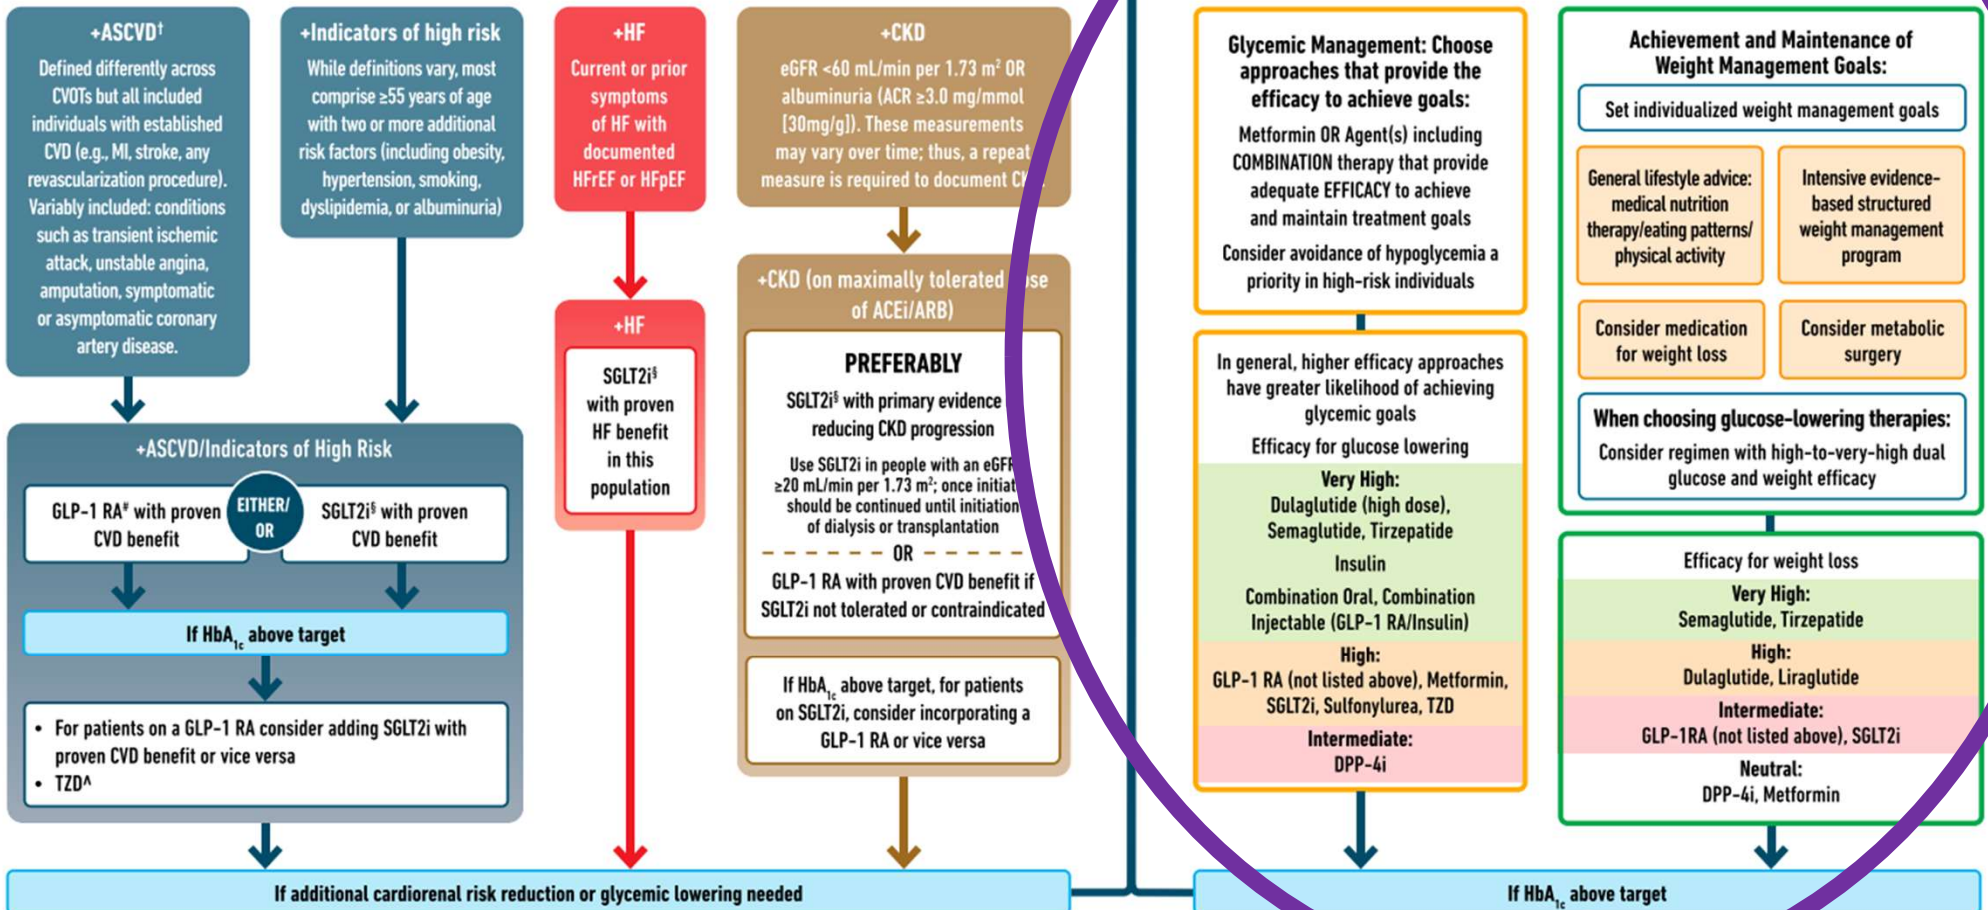 +ASCVD†
Defined differently across
CVOTs but all included
individuals with established
CVD (e.g., MI, stroke, any
revascularization procedure).
Variably included: conditions
such as transient ischemic
attack, unstable angina,
amputation, symptomatic
or asymptomatic coronary
artery disease.
+Indicators of high risk
While definitions vary, most
comprise ≥55 years of age
with two or more additional
risk factors (including obesity,
hypertension, smoking,
dyslipidemia, or albuminuria)
+ASCVD/Indicators of High Risk
GLP-1 RA# with proven
CVD benefit
EITHER/
OR
SGLT2i§ with proven
CVD benefit
If HbA1c above target
• For patients on a GLP-1 RA consider adding SGLT2i with
proven CVD benefit or vice versa
• TZD^
+HF
Current or prior
symptoms
of HF with
documented
HFrEF or HFpEF
+HF
SGLT2i§
with proven
HF benefit
in this
population
+CKD
eGFR <60 mL/min per 1.73 m² OR
albuminuria (ACR ≥3.0 mg/mmol
[30mg/g]). These measurements
may vary over time; thus, a repeat
measure is required to document
+CKD (on maximally tolerated
of ACEi/ARB)
PREFERABLY
SGLT2i§ with primary evidence
reducing CKD progression
Use SGLT2i in people with an eGFR
≥20 mL/min per 1.73 m²; once
should be continued until initiation
of dialysis or transplantation
OR
GLP-1 RA with proven CVD benefit if
SGLT2i not tolerated or contraindicated
If HbA1c above target, for patients
on SGLT2i, consider incorporating a
GLP-1 RA or vice versa
If additional cardiorenal risk reduction or glycemic lowering needed
Glycemic Management: Choose
approaches that provide the
efficacy to achieve goals:
Metformin OR Agent(s) including
COMBINATION therapy that provide
adequate EFFICACY to achieve
and maintain treatment goals
Consider avoidance of hypoglycemia a
priority in high-risk individuals
In general, higher efficacy approaches
have greater likelihood of achieving
glycemic goals
Efficacy for glucose lowering
Very High:
Dulaglutide (high dose),
Semaglutide, Tirzepatide
Insulin
Combination Oral, Combination
Injectable (GLP-1 RA/Insulin)
High:
GLP-1 RA (not listed above), Metformin,
SGLT2i, Sulfonylurea, TZD
Intermediate:
DPP-4i
Achievement and Maintenance of
Weight Management Goals:
Set individualized weight management goals
General lifestyle advice:
medical nutrition
therapy/eating patterns/
physical activity
Intensive evidence-
based structured
weight management
program
Consider medication
for weight loss
Consider metabolic
surgery
When choosing glucose-lowering therapies:
Consider regimen with high-to-very-high dual
glucose and weight efficacy
Efficacy for weight loss
Very High:
Semaglutide, Tirzepatide
High:
Dulaglutide, Liraglutide
Intermediate:
GLP-1RA (not listed above), SGLT2i
Neutral:
DPP-4i, Metformin
If HbA1c above target